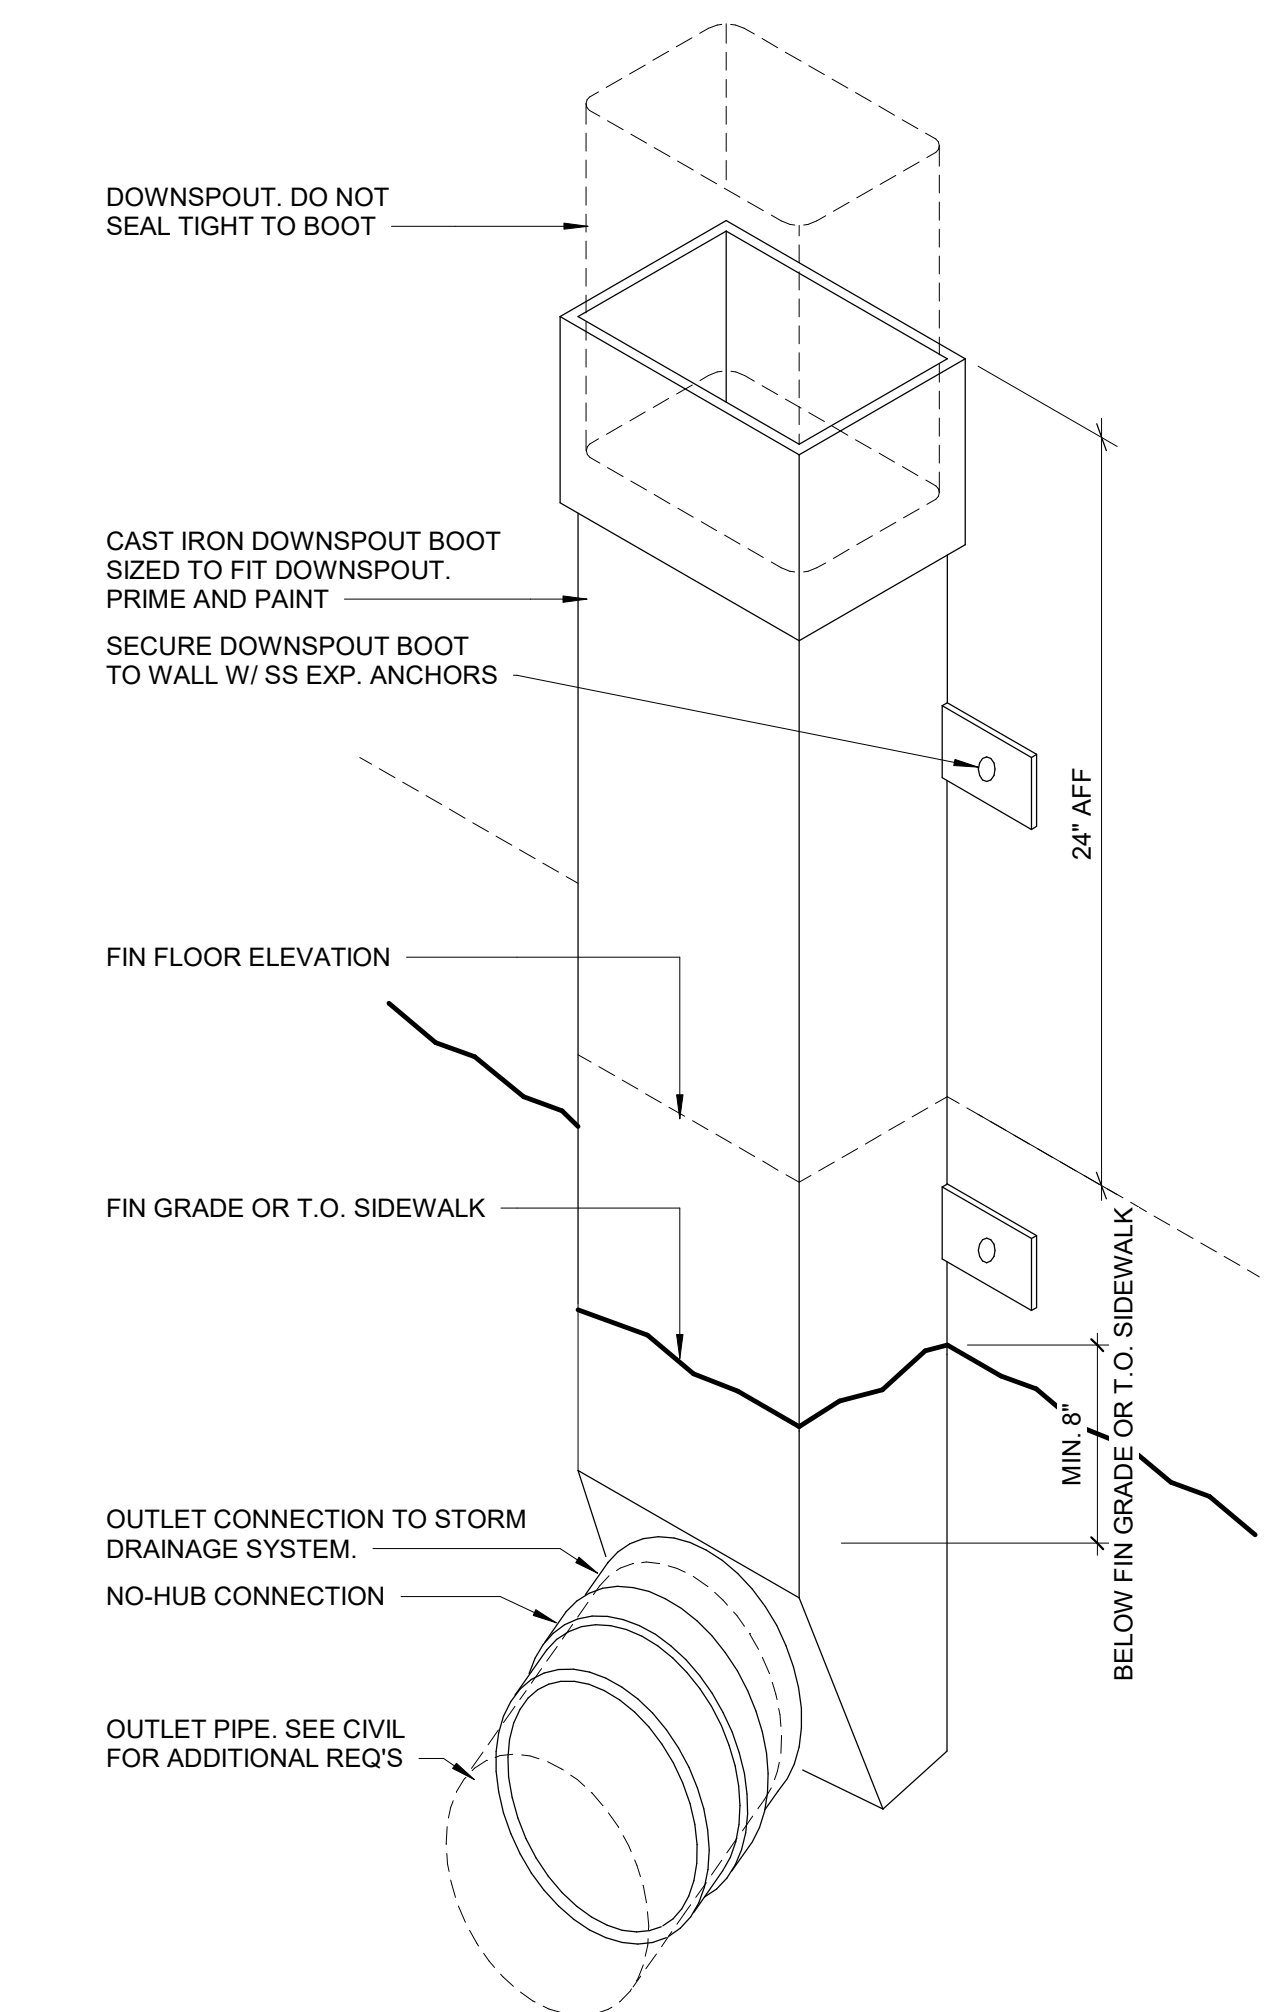 DOWNSPOUT. DO NOT
SEAL TIGHT TO BOOT
CAST IRON DOWNSPOUT BOOT
SIZED TO FIT DOWNSPOUT.
PRIME AND PAINT
SECURE DOWNSPOUT BOOT
TO WALL W/ SS EXP. ANCHORS
24" AFF
FIN FLOOR ELEVATION
FIN GRADE OR T.O. SIDEWALK
MIN. 8"
BELOW FIN GRADE OR T.O. SIDEWALK
OUTLET CONNECTION TO STORM
DRAINAGE SYSTEM.
NO-HUB CONNECTION
OUTLET PIPE. SEE CIVIL
FOR ADDITIONAL REQ'S